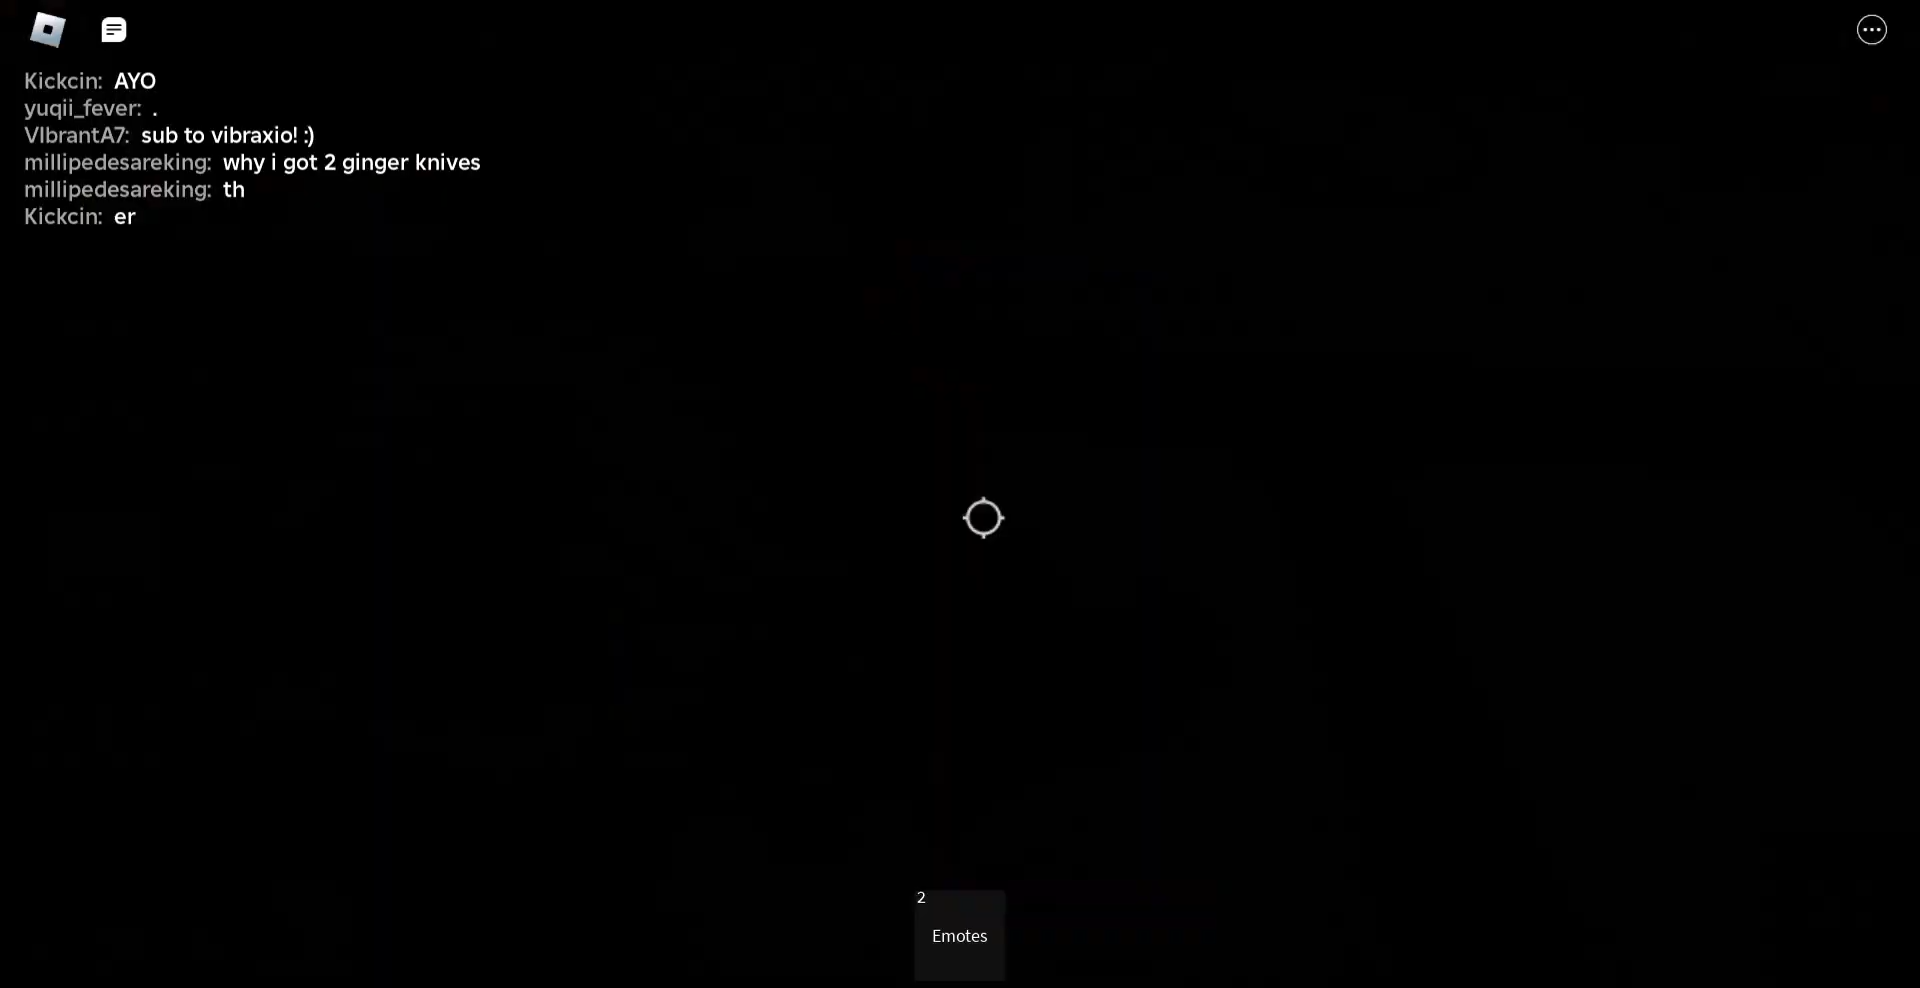 Kickcin: AYO
yuqii_fever: .
VIbrantA7: sub to vibraxio! :)
millipedesareking: why i got 2 ginger knives
millipedesareking: th
Kickcin: er
2
Emotes